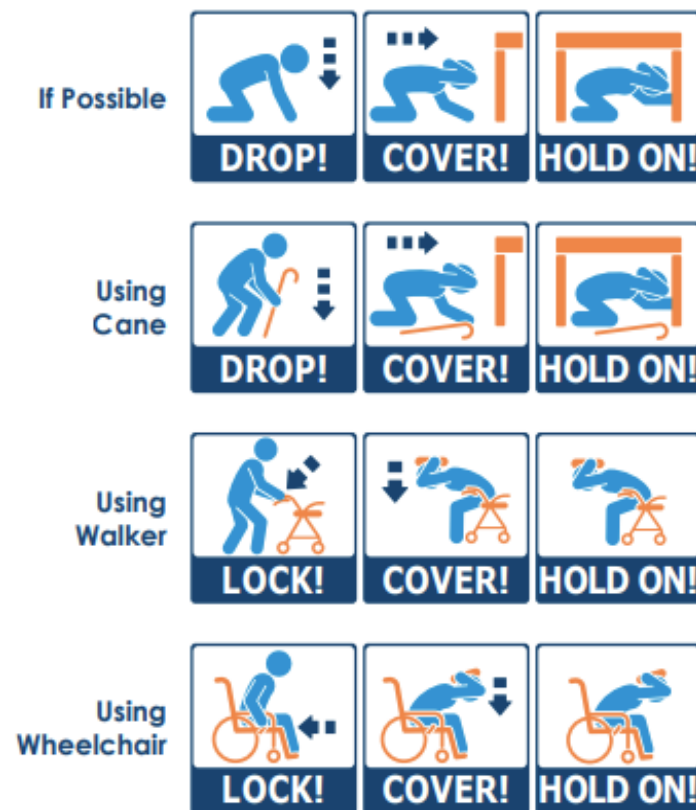 If Possible
DROP!
COVER!
HOLD ON!
Using
Cane
DROP!
COVER!
HOLD ON!
Using
Walker
LOCK!
COVER!
HOLD ON!
Using
Wheelchair
LOCK!
COVER!
HOLD ON!